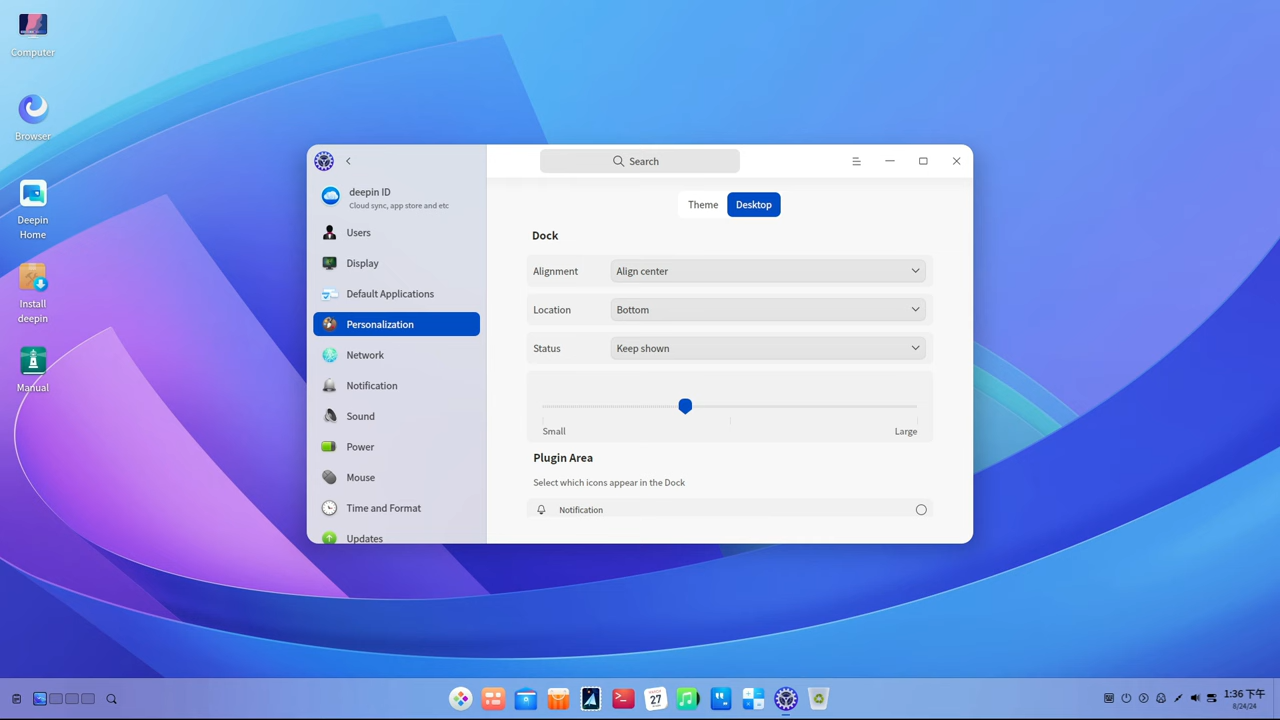 Computer
Browser
Deepin
Home
Install
deepin
Manual
Search
deepin ID
Cloud sync, app store and etc
Users
Display
Default Applications
Personalization
Network
Notification
Sound
Power
Mouse
Time and Format
Updates
Theme
Desktop
Dock
Alignment
Align center
Location
Bottom
Status
Keep shown
Small
Large
Plugin Area
Select which icons appear in the Dock
Notification
27
1:36 下午
8/24/24